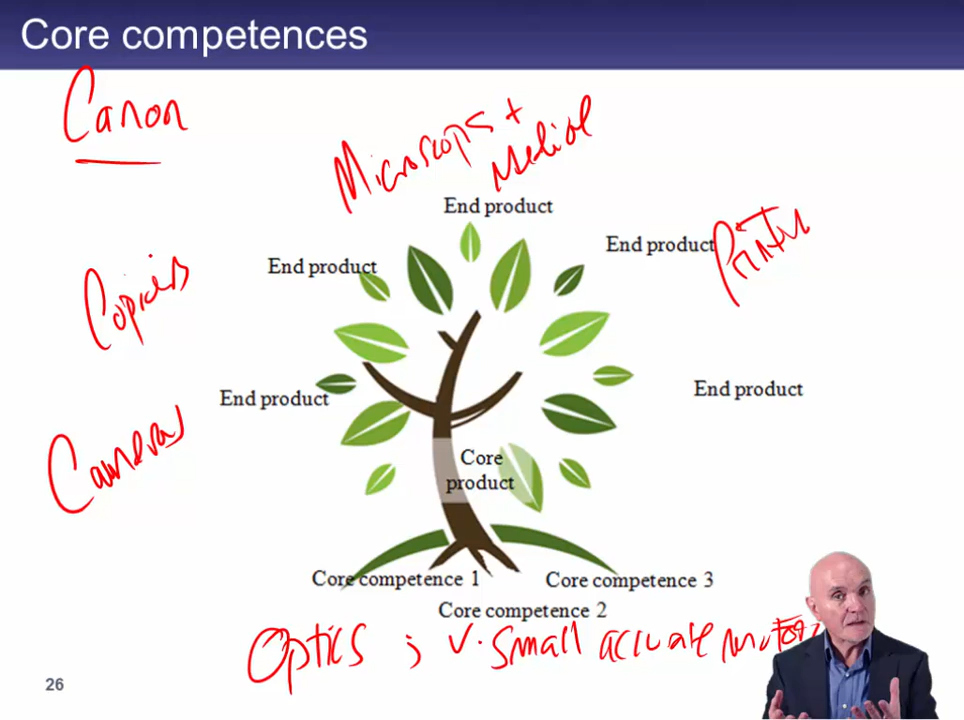 Core competences
Canon
Microscopes +
Medical
End product
End product
Printers
End product
Copiers
End product
End product
Cameras
Core
product
Core competence 1
Core competence 3
Core competence 2
Optics ; v. small accurate motors
26